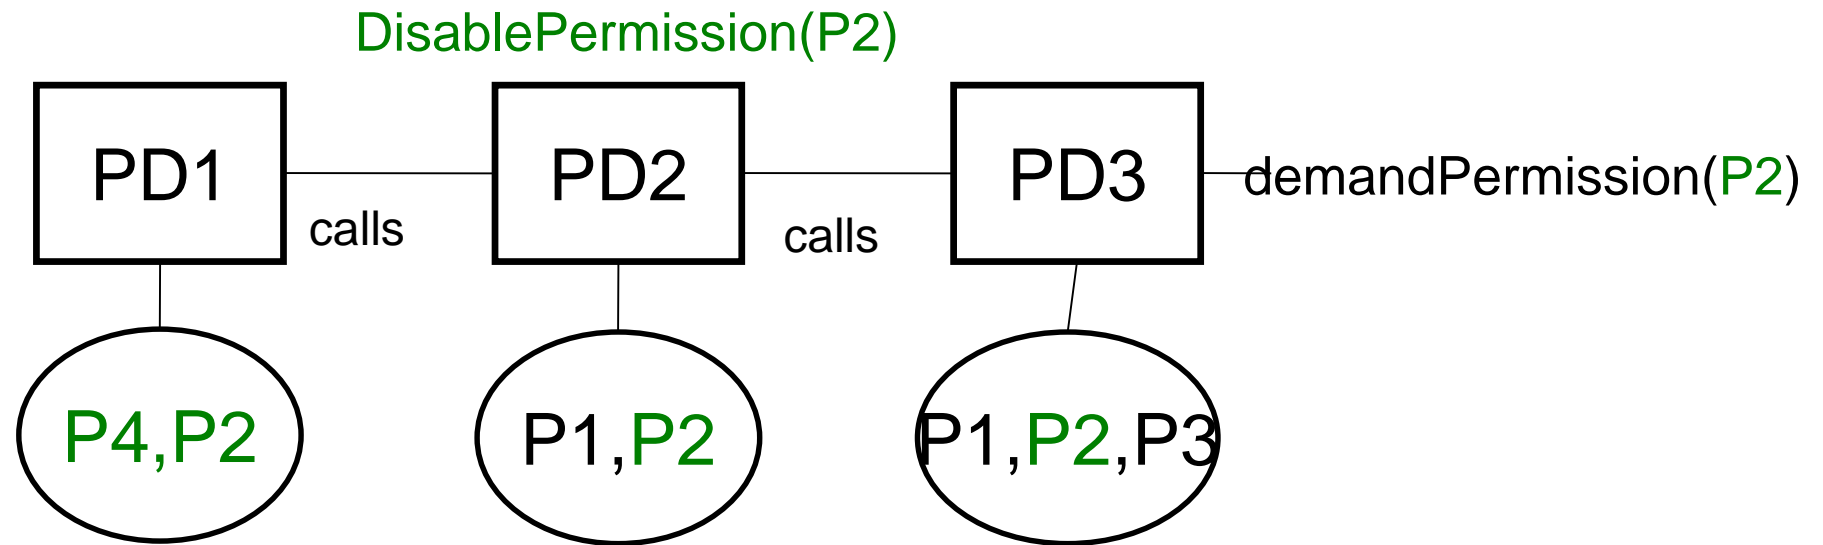 DisablePermission(P2)
PD1
PD2
PD3
demandPermission(P2)
calls
calls
P4,P2
P1,P2
P1,P2,P3